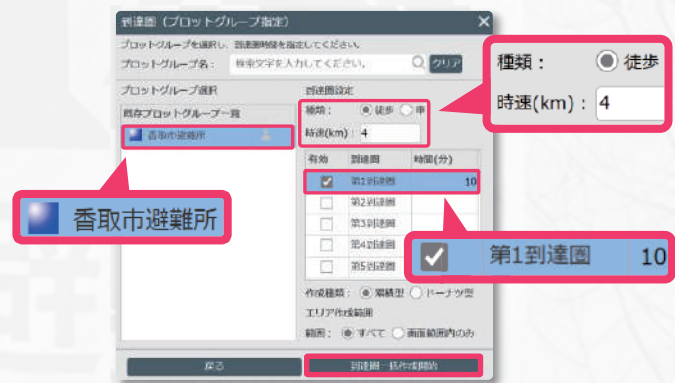 到達圏（プロットグループ指定）
プロットグループを選択し、到達圏時間を指定してください。
プロットグループ名： 検索文字を入力してください。 クリア
プロットグループ選択
既存プロットグループ一覧
香取市避難所
到達圏設定
種類： 徒歩 車
時速(km)： 4
有効 到達圏 時間(分)
第1到達圏 10
第2到達圏
第3到達圏
第4到達圏
第5到達圏
作成種類： 累積型 ドーナツ型
エリア作成範囲
範囲： すべて 画面範囲内のみ
戻る 到達圏一括作成開始
種類： 徒歩
時速(km)： 4
香取市避難所
第1到達圏 10